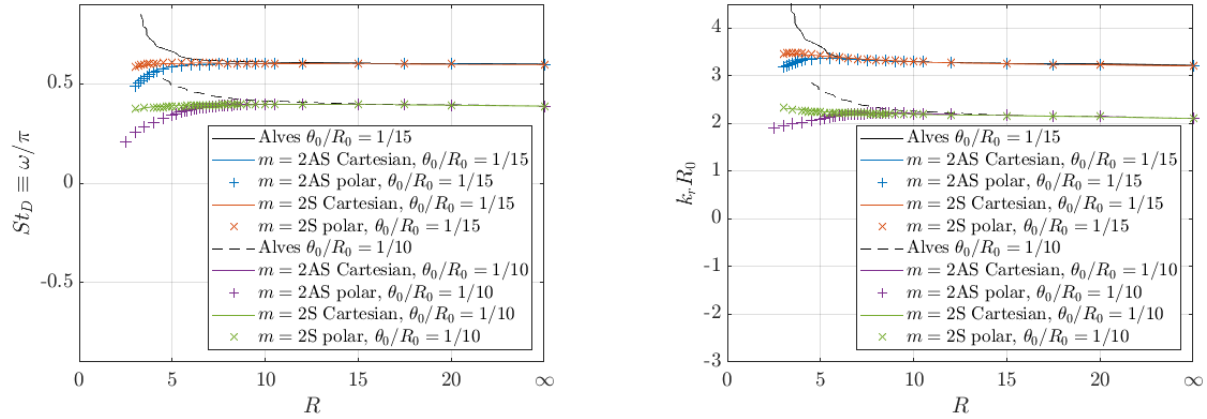 0.5
0
-0.5
St_D ≡ ω/π
0
5
10
15
20
∞
R
Alves θ₀/R₀ = 1/15
m = 2AS Cartesian, θ₀/R₀ = 1/15
m = 2AS polar, θ₀/R₀ = 1/15
m = 2S Cartesian, θ₀/R₀ = 1/15
m = 2S polar, θ₀/R₀ = 1/15
Alves θ₀/R₀ = 1/10
m = 2AS Cartesian, θ₀/R₀ = 1/10
m = 2AS polar, θ₀/R₀ = 1/10
m = 2S Cartesian, θ₀/R₀ = 1/10
m = 2S polar, θ₀/R₀ = 1/10
4
3
2
1
0
-1
-2
-3
k_r R₀
0
5
10
15
20
∞
R
Alves θ₀/R₀ = 1/15
m = 2AS Cartesian, θ₀/R₀ = 1/15
m = 2AS polar, θ₀/R₀ = 1/15
m = 2S Cartesian, θ₀/R₀ = 1/15
m = 2S polar, θ₀/R₀ = 1/15
Alves θ₀/R₀ = 1/10
m = 2AS Cartesian, θ₀/R₀ = 1/10
m = 2AS polar, θ₀/R₀ = 1/10
m = 2S Cartesian, θ₀/R₀ = 1/10
m = 2S polar, θ₀/R₀ = 1/10